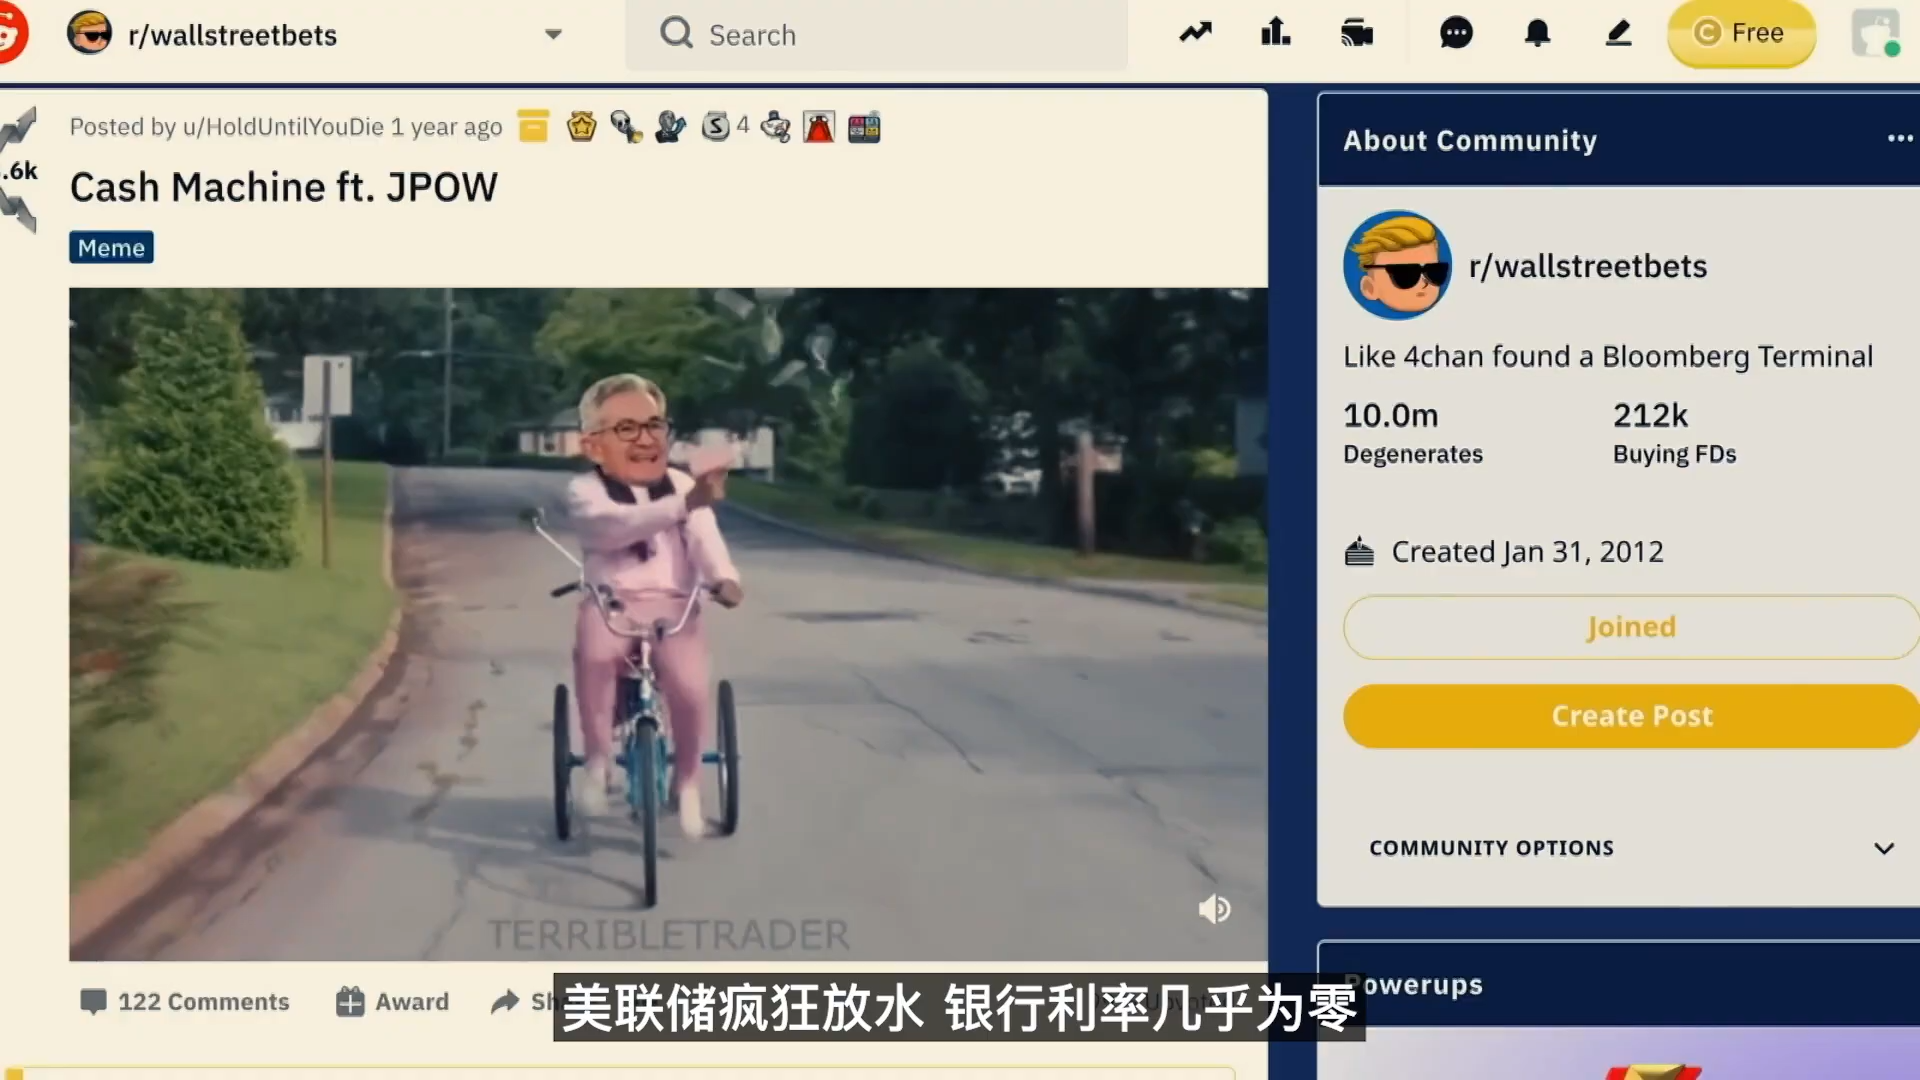 r/wallstreetbets
Search
Free
Posted by u/HoldUntilYouDie 1 year ago
4
.6k
Cash Machine ft. JPOW
Meme
TERRIBLETRADER
122 Comments
Award
Sh
美联储疯狂放水 银行利率几乎为零
About Community
r/wallstreetbets
Like 4chan found a Bloomberg Terminal
10.0m
212k
Degenerates
Buying FDs
Created Jan 31, 2012
Joined
Create Post
COMMUNITY OPTIONS
Powerups